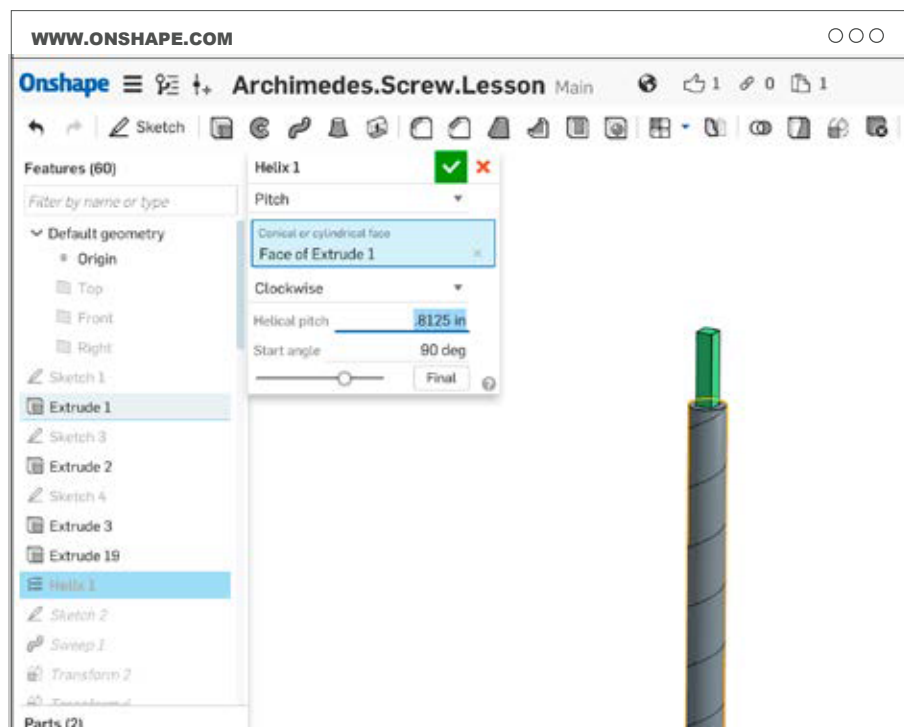 WWW.ONSHAPE.COM
Onshape Archimedes.Screw.Lesson Main 1 0 1
Sketch
Features (60)
Filter by name or type
Default geometry
Origin
Top
Front
Right
Sketch 1
Extrude 1
Sketch 3
Extrude 2
Sketch 4
Extrude 3
Extrude 19
Helix 1
Sketch 2
Sweep 1
Transform 2
Parts (2)
Helix 1
Pitch
Conical or cylindrical face
Face of Extrude 1
Clockwise
Helical pitch .8125 in
Start angle 90 deg
Final